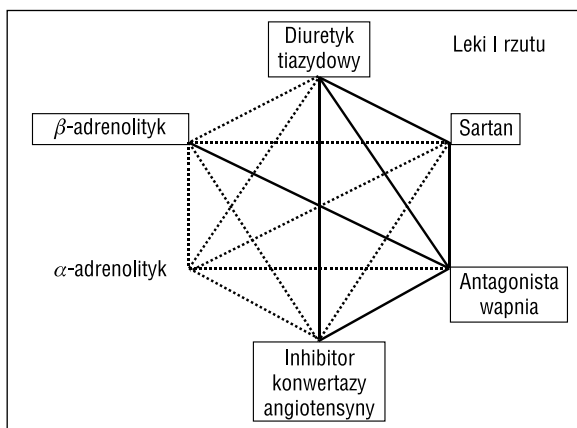 Diuretyk
tiazydowy
Leki I rzutu
β-adrenolityk
Sartan
α-adrenolityk
Antagonista
wapnia
Inhibitor
konwertazy
angiotensyny